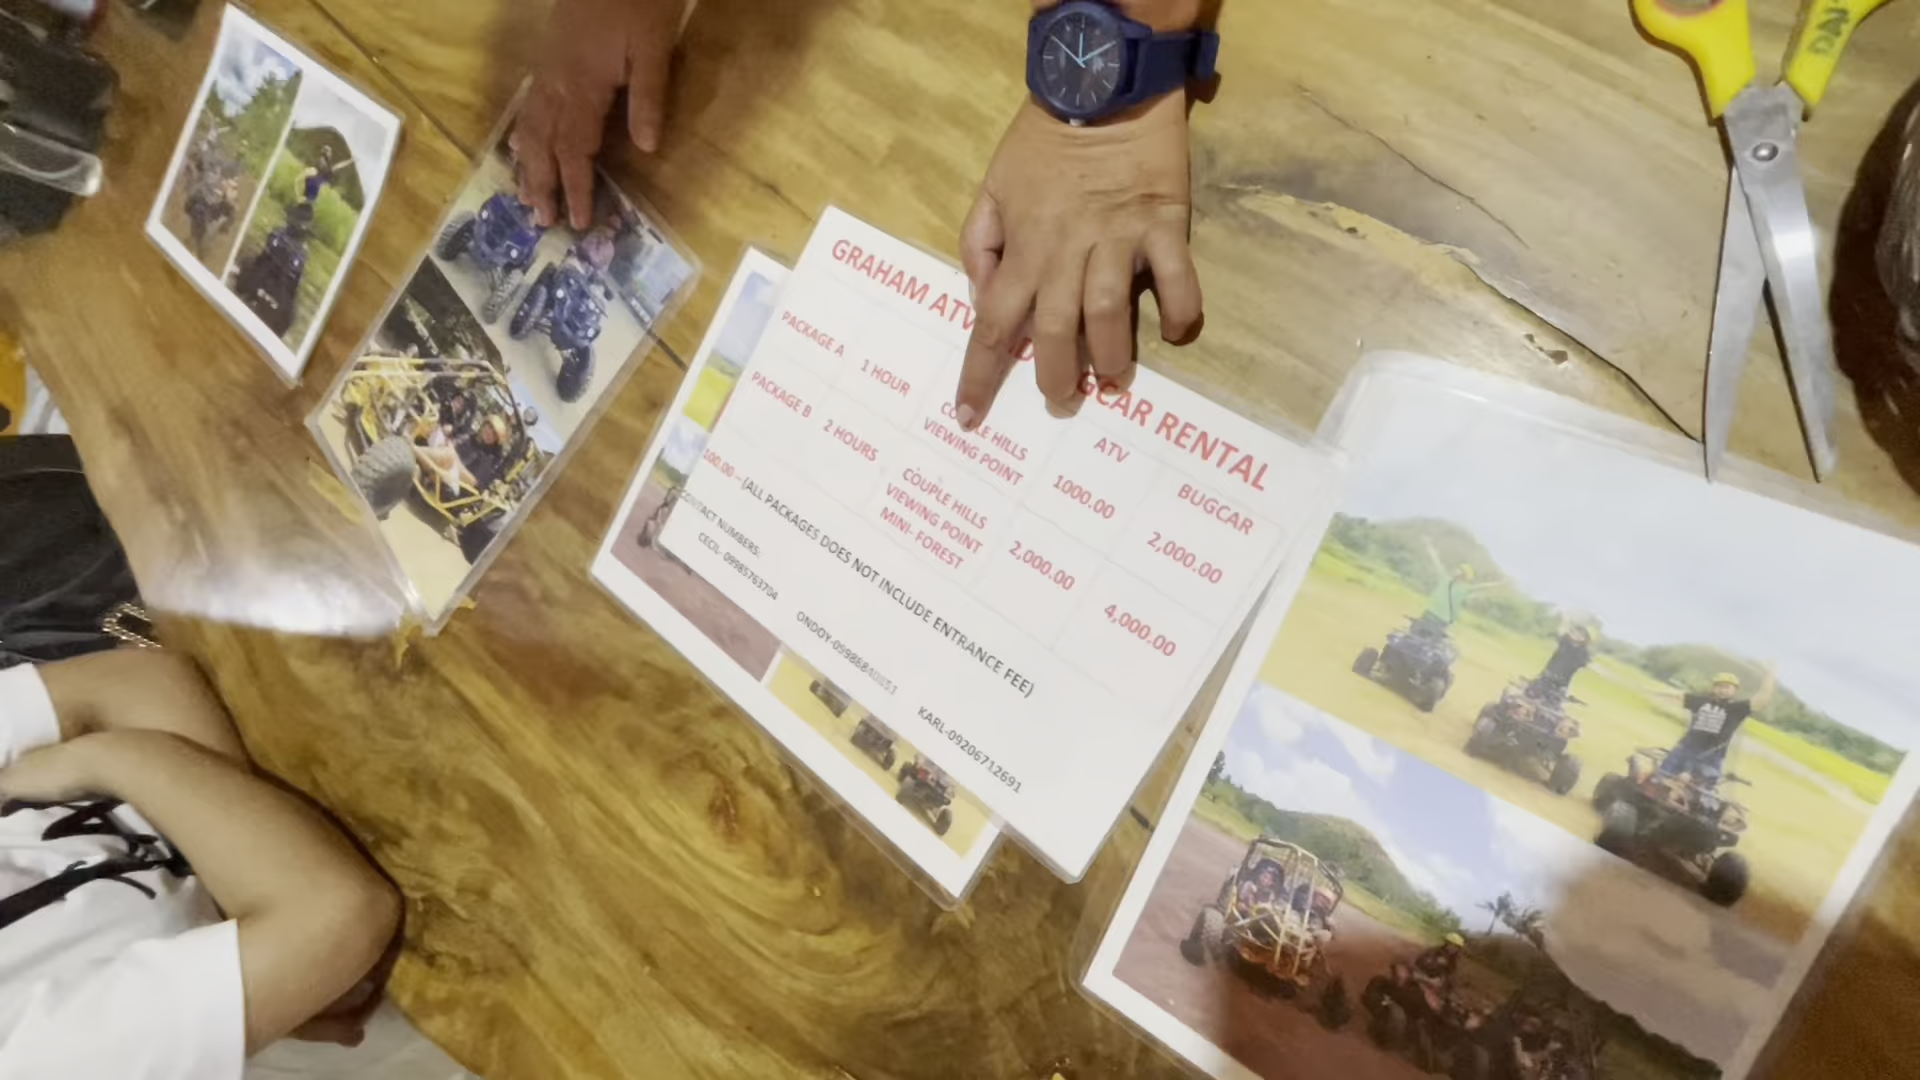 GRAHAM ATV
GCAR RENTAL
ATV
BUGCAR
PACKAGE A
1 HOUR
HILLS
VIEWING POINT
1000.00
2,000.00
PACKAGE B
2 HOURS
COUPLE HILLS
VIEWING POINT
MINI- FOREST
2,000.00
4,000.00
100.00 – (ALL PACKAGES DOES NOT INCLUDE ENTRANCE FEE)
CONTACT NUMBERS:
CECIL- 09985763704
KARL-09206712691